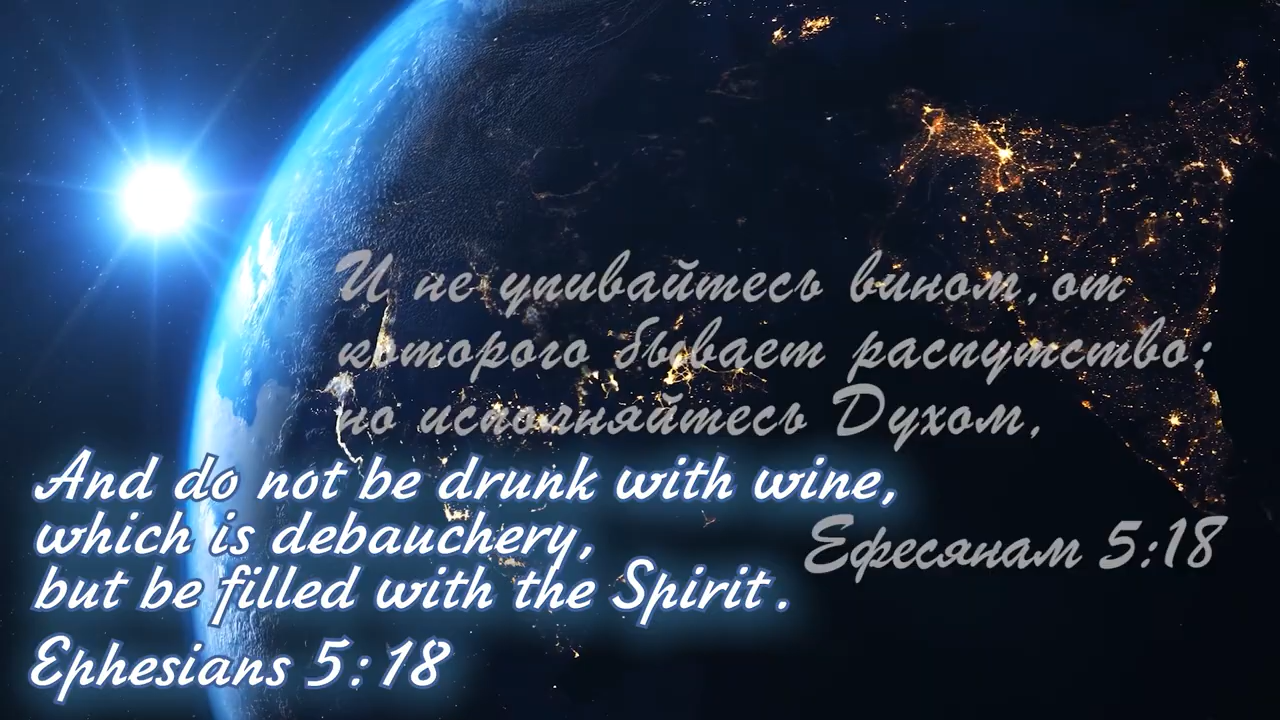 И не упивайтесь вином, от
которого бывает распутство;
но исполняйтесь Духом,
Ефесянам 5:18
And do not be drunk with wine,
which is debauchery,
but be filled with the Spirit.
Ephesians 5:18